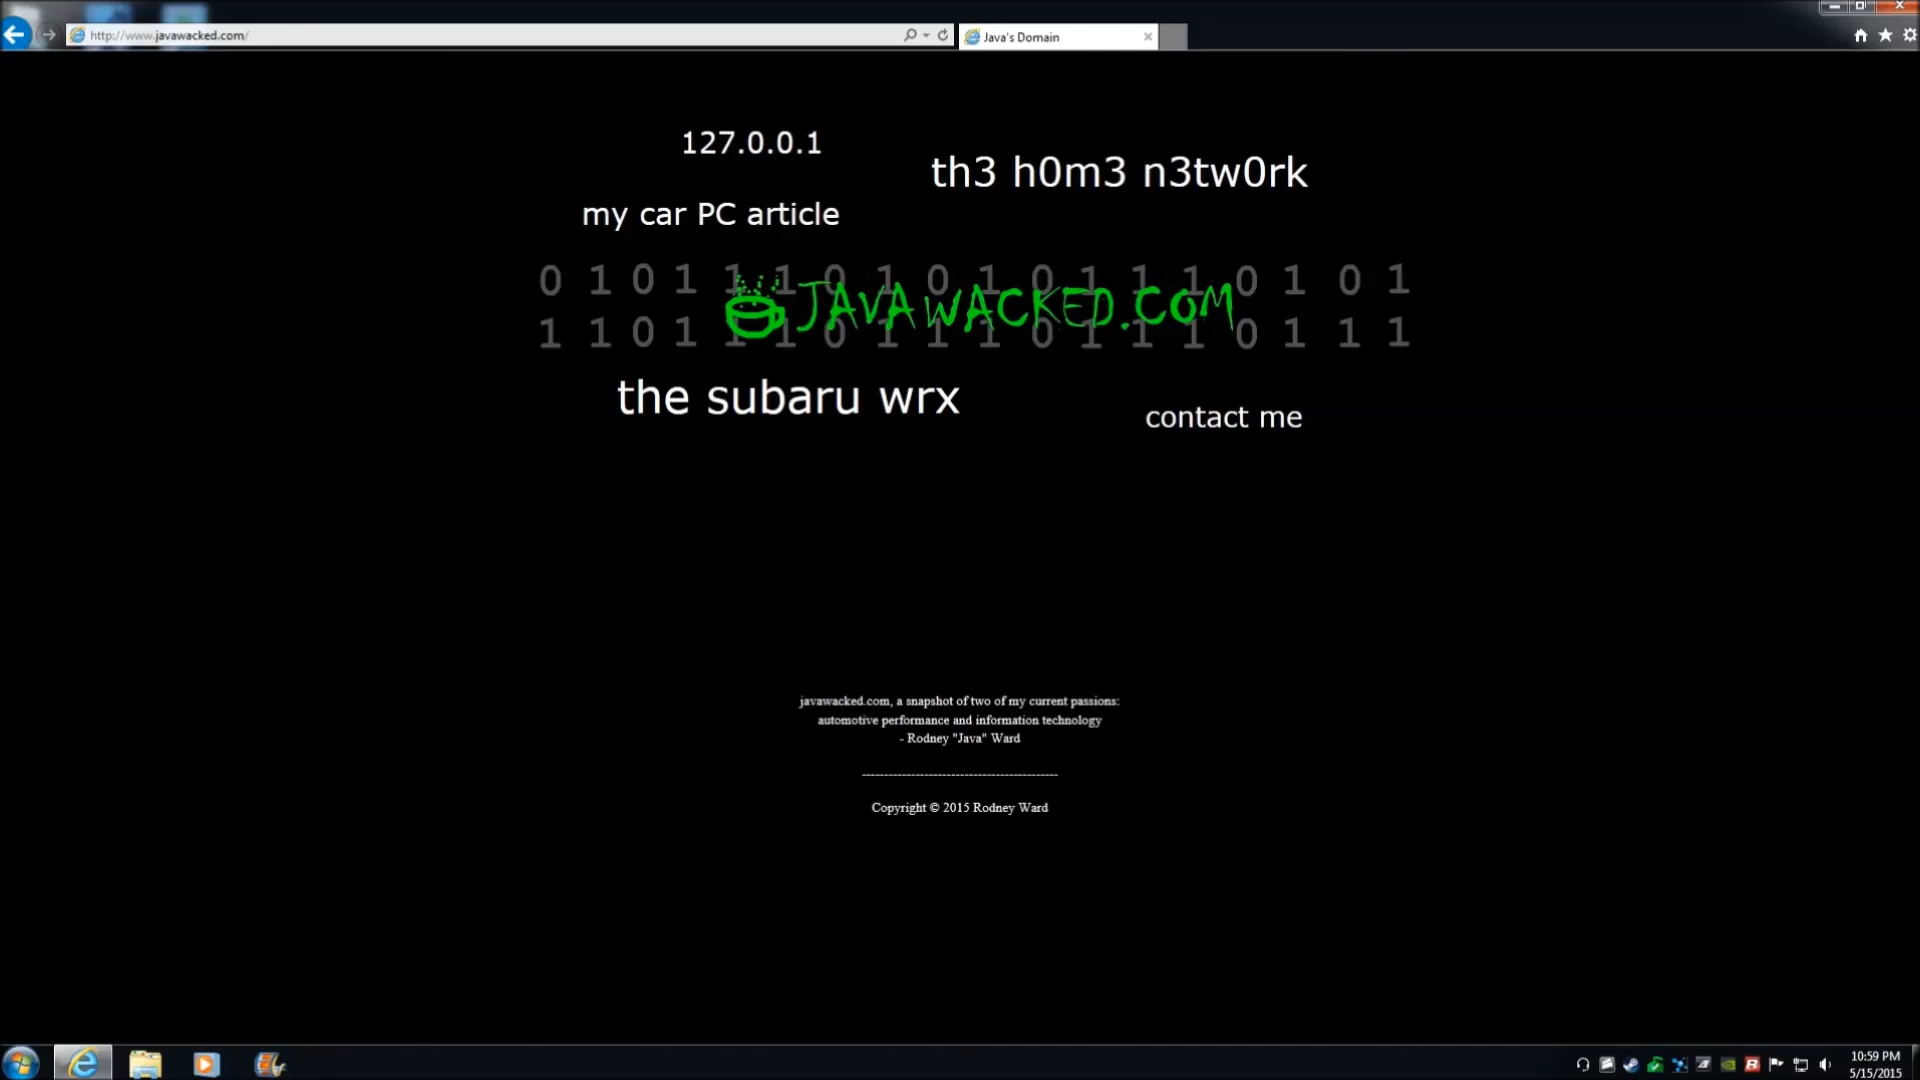 http://www.javawacked.com/
Java's Domain
127.0.0.1
th3 h0m3 n3tw0rk
my car PC article
0 1 0 1 1 1 0 1 0 1 0 1 1 1 0 1 0 1
JAVAWACKED.COM
1 1 0 1 1 1 0 1 1 1 0 1 1 1 0 1 1 1
the subaru wrx
contact me
javawacked.com, a snapshot of two of my current passions:
automotive performance and information technology
- Rodney "Java" Ward
---------------------------------------------
Copyright © 2015 Rodney Ward
10:59 PM
5/15/2015